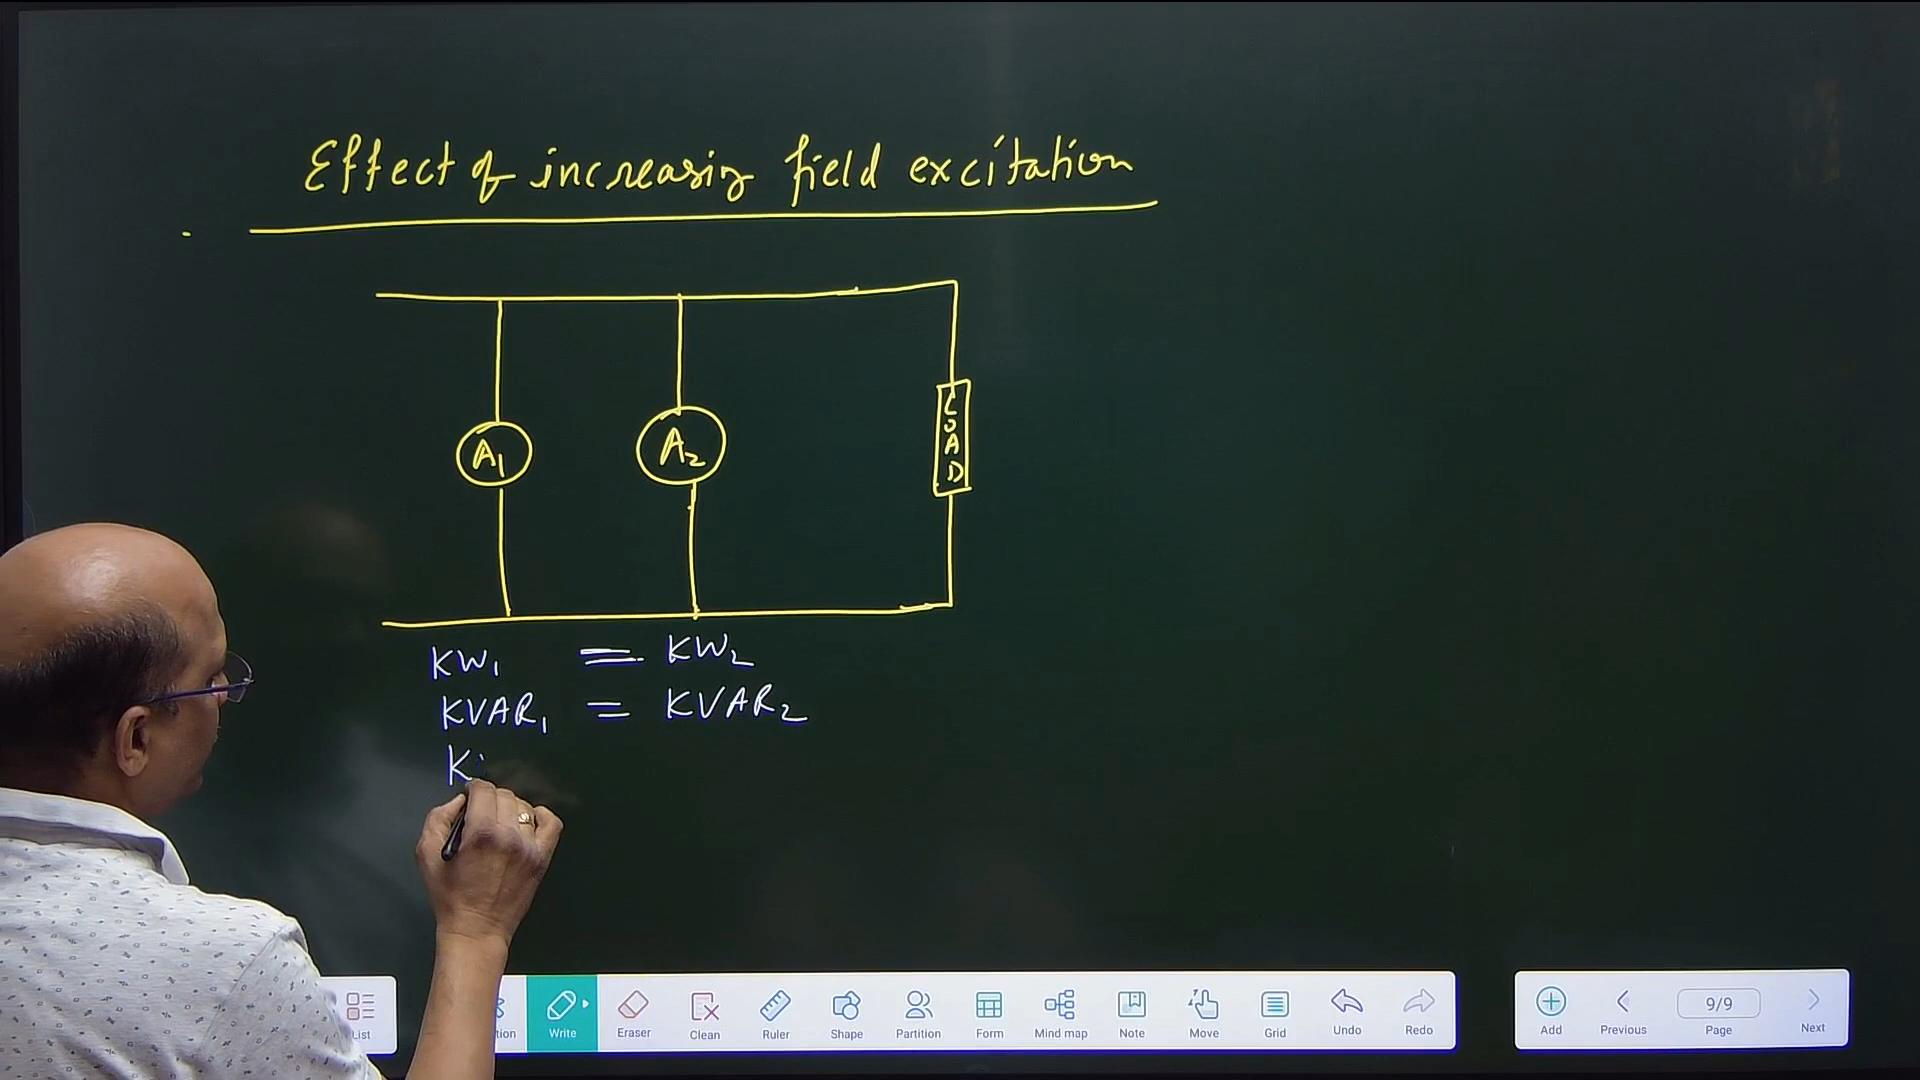 Effect of increasing field excitation
A1 A2
LOAD
KW1 = KW2
KVAR1 = KVAR2
K
List Write Eraser Clean Ruler Shape Partition Form Mind map Note Move Grid Undo Redo Add Previous 9/9 Page Next